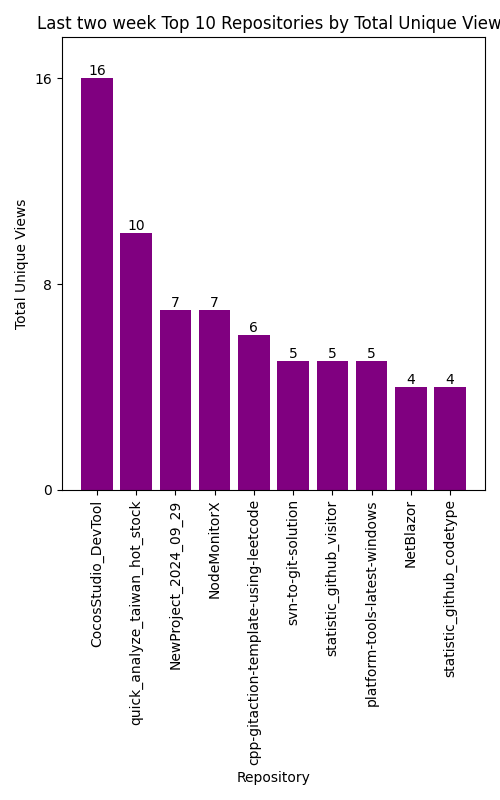 Last two week Top 10 Repositories by Total Unique View
16
8
0
Total Unique Views
16
10
7
7
6
5
5
5
4
4
CocosStudio_DevTool
quick_analyze_taiwan_hot_stock
NewProject_2024_09_29
NodeMonitorX
cpp-gitaction-template-using-leetcode
svn-to-git-solution
statistic_github_visitor
platform-tools-latest-windows
NetBlazor
statistic_github_codetype
Repository